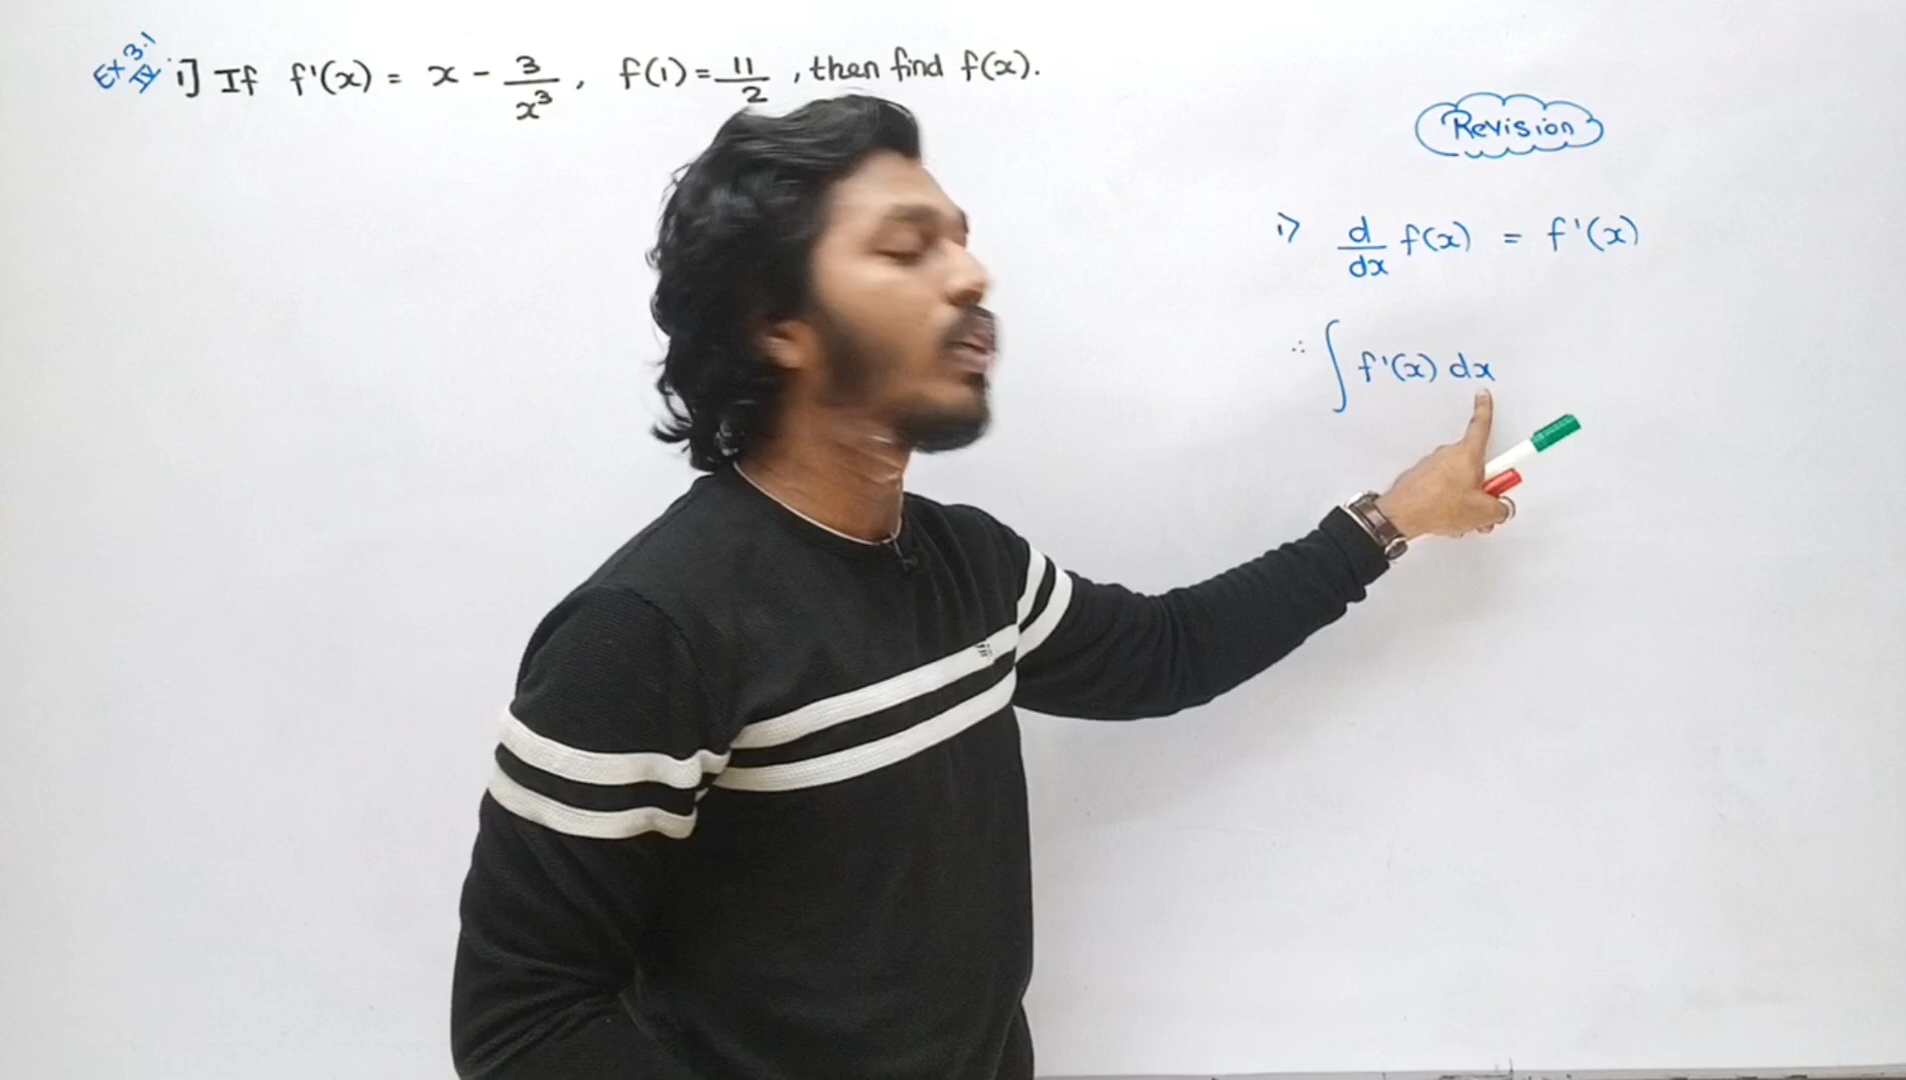 Ex 3.1
IV
i] If f'(x) = x - 3/x³ , f(1) = 11/2 , then find f(x).
Revision
i) d/dx f(x) = f'(x)
∴ ∫ f'(x) dx